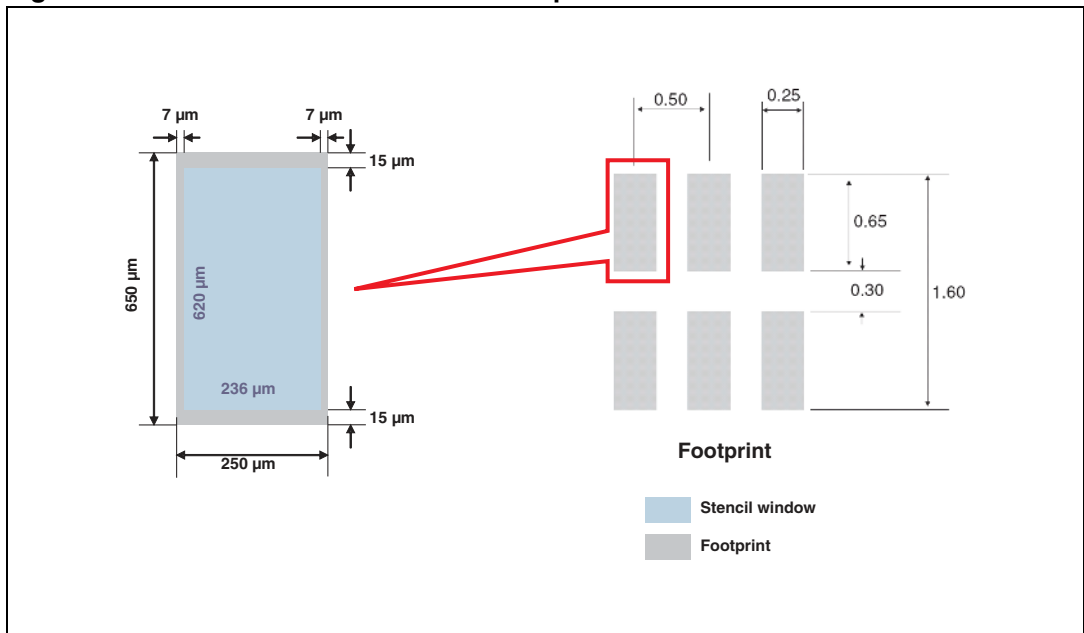 7 µm
7 µm
15 µm
650 µm
620 µm
236 µm
15 µm
250 µm
0.50
0.25
0.65
0.30
1.60
Footprint
Stencil window
Footprint